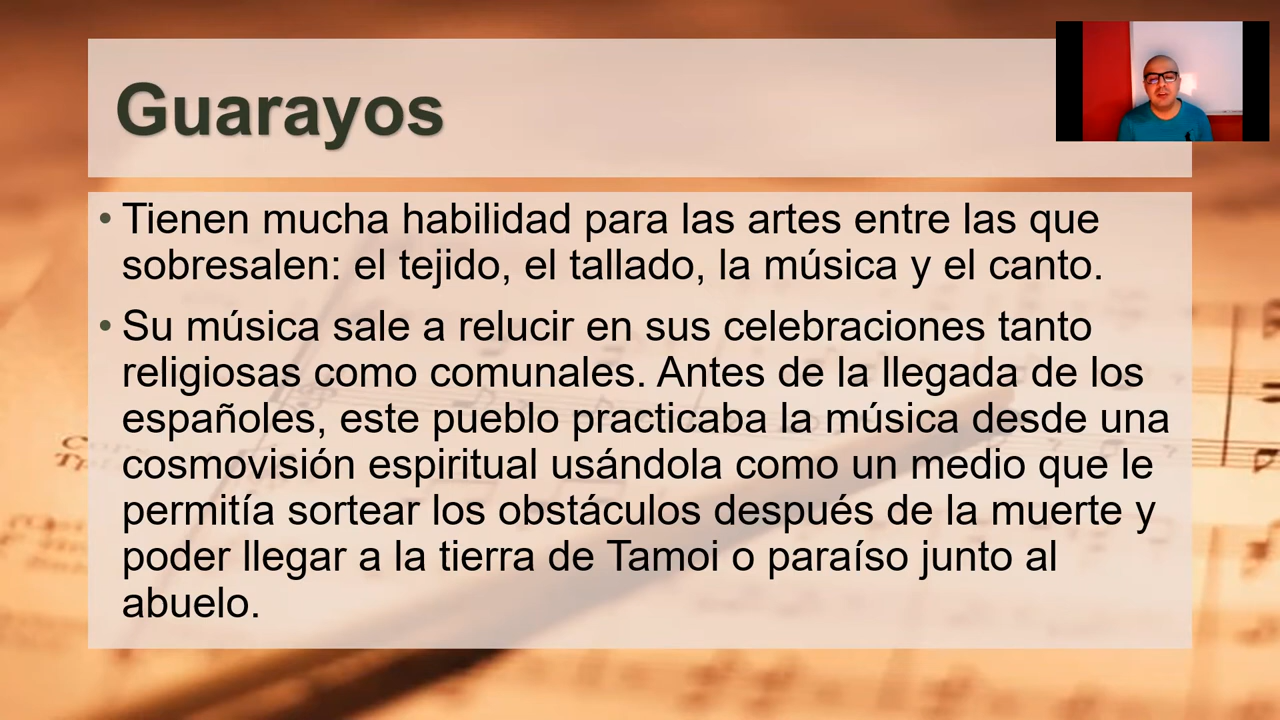 Guarayos
• Tienen mucha habilidad para las artes entre las que
sobresalen: el tejido, el tallado, la música y el canto.
• Su música sale a relucir en sus celebraciones tanto
religiosas como comunales. Antes de la llegada de los
españoles, este pueblo practicaba la música desde una
cosmovisión espiritual usándola como un medio que le
permitía sortear los obstáculos después de la muerte y
poder llegar a la tierra de Tamoi o paraíso junto al
abuelo.